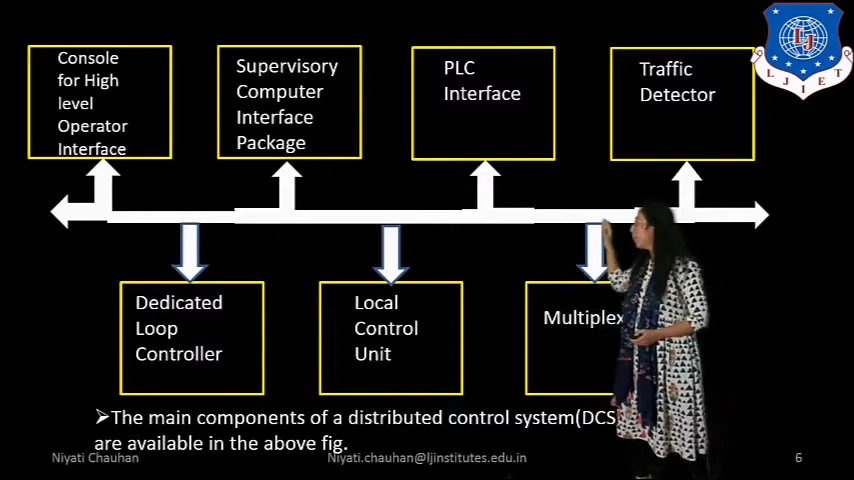 Console
for High
level
Operator
Interface
Supervisory
Computer
Interface
Package
PLC
Interface
Traffic
Detector
LJ
L J I E T
Dedicated
Loop
Controller
Local
Control
Unit
➢The main components of a distributed control system(DCS
are available in the above fig.
Niyati Chauhan
Niyati.chauhan@ljinstitutes.edu.in
6